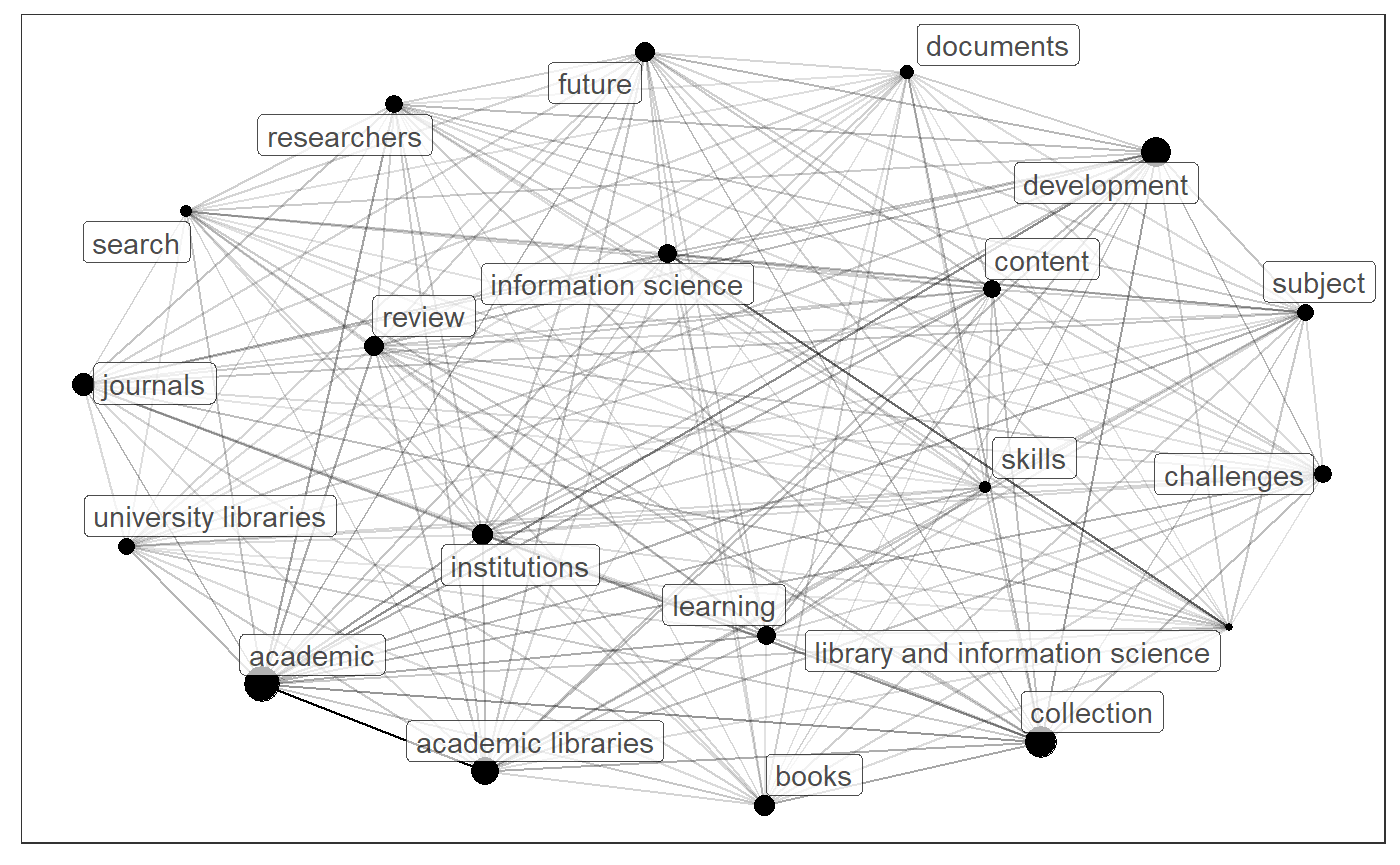 documents
future
researchers
development
search
content
information science
subject
review
journals
skills
challenges
university libraries
institutions
learning
library and information science
academic
collection
academic libraries
books